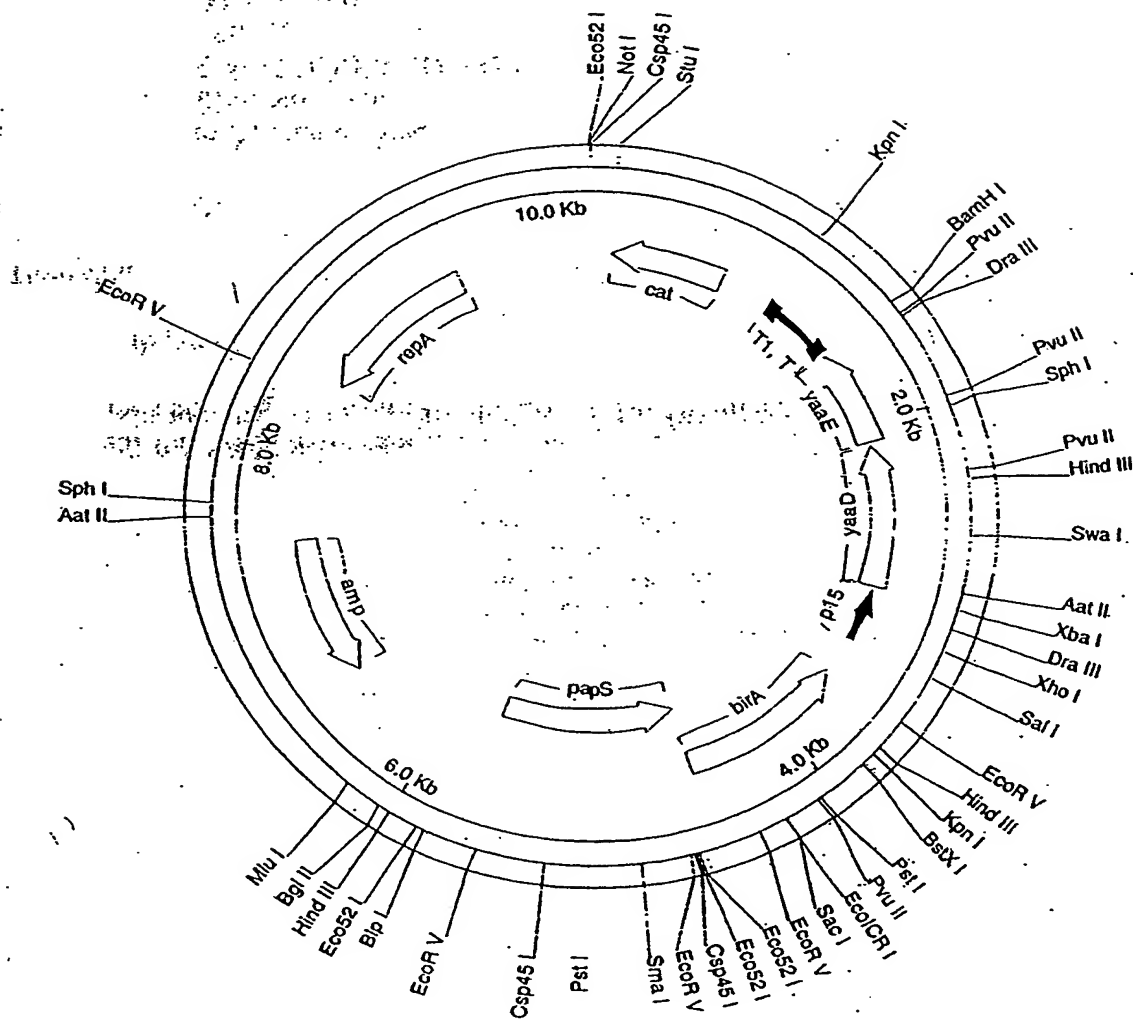 Eco52 I
Not I
Csp45 I
Stu I
Kpn I
BamH I
Pvu II
Dra III
Pvu II
Sph I
Pvu II
Hind III
Swa I
Aat II
Xba I
Dra III
Xho I
Sal I
EcoR V
Hind III
Kpn I
BstX I
Pst I
Pvu II
EcoICR I
Sac I
EcoR V
Eco52 I
Eco52 I
Csp45 I
EcoR V
Sma I
Pst I
Csp45 I
EcoR V
Blp I
Eco52
Hind III
Bgl II
Mlu I
Aat II
Sph I
EcoR V
10.0 Kb
2.0 Kb
4.0 Kb
6.0 Kb
8.0 Kb
cat
T1, T
yaaE
yaaD
p15
birA
papS
amp
repA